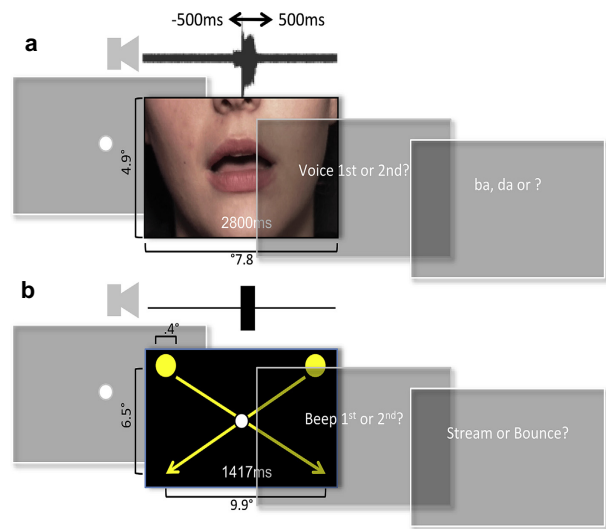 -500ms 500ms
a
4.9°
Voice 1st or 2nd?
ba, da or ?
2800ms
°7.8
b
.4°
6.5°
Beep 1st or 2nd?
Stream or Bounce?
1417ms
9.9°